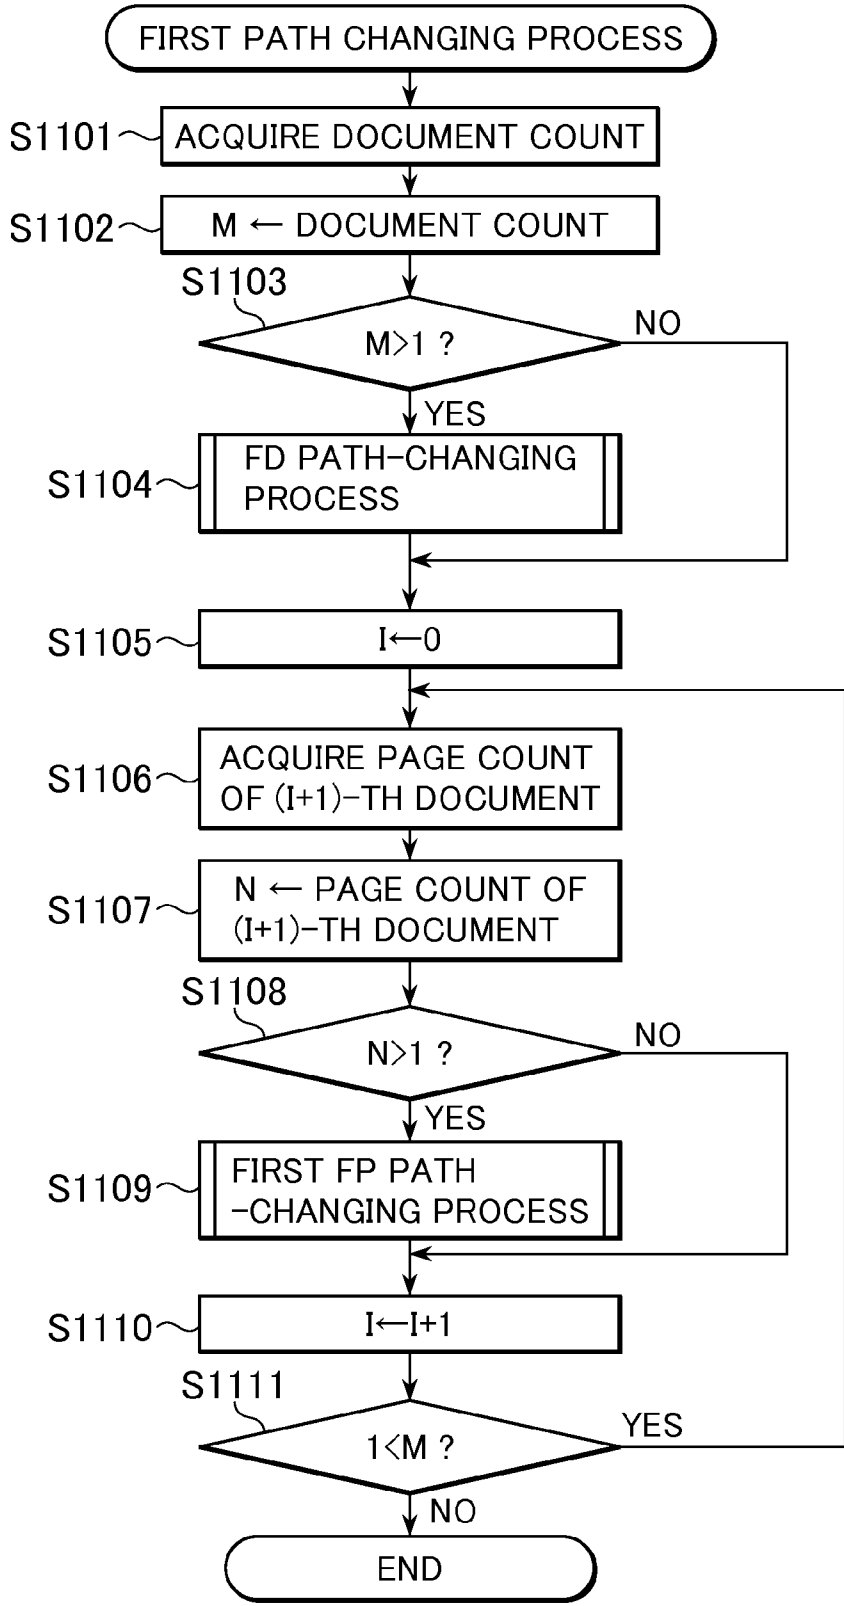 FIRST PATH CHANGING PROCESS
S1101
ACQUIRE DOCUMENT COUNT
S1102
M ← DOCUMENT COUNT
S1103
M>1 ?
NO
YES
S1104
FD PATH-CHANGING
PROCESS
S1105
I←0
S1106
ACQUIRE PAGE COUNT
OF (I+1)-TH DOCUMENT
S1107
N ← PAGE COUNT OF
(I+1)-TH DOCUMENT
S1108
N>1 ?
NO
YES
S1109
FIRST FP PATH
-CHANGING PROCESS
S1110
I←I+1
S1111
1<M ?
YES
NO
END